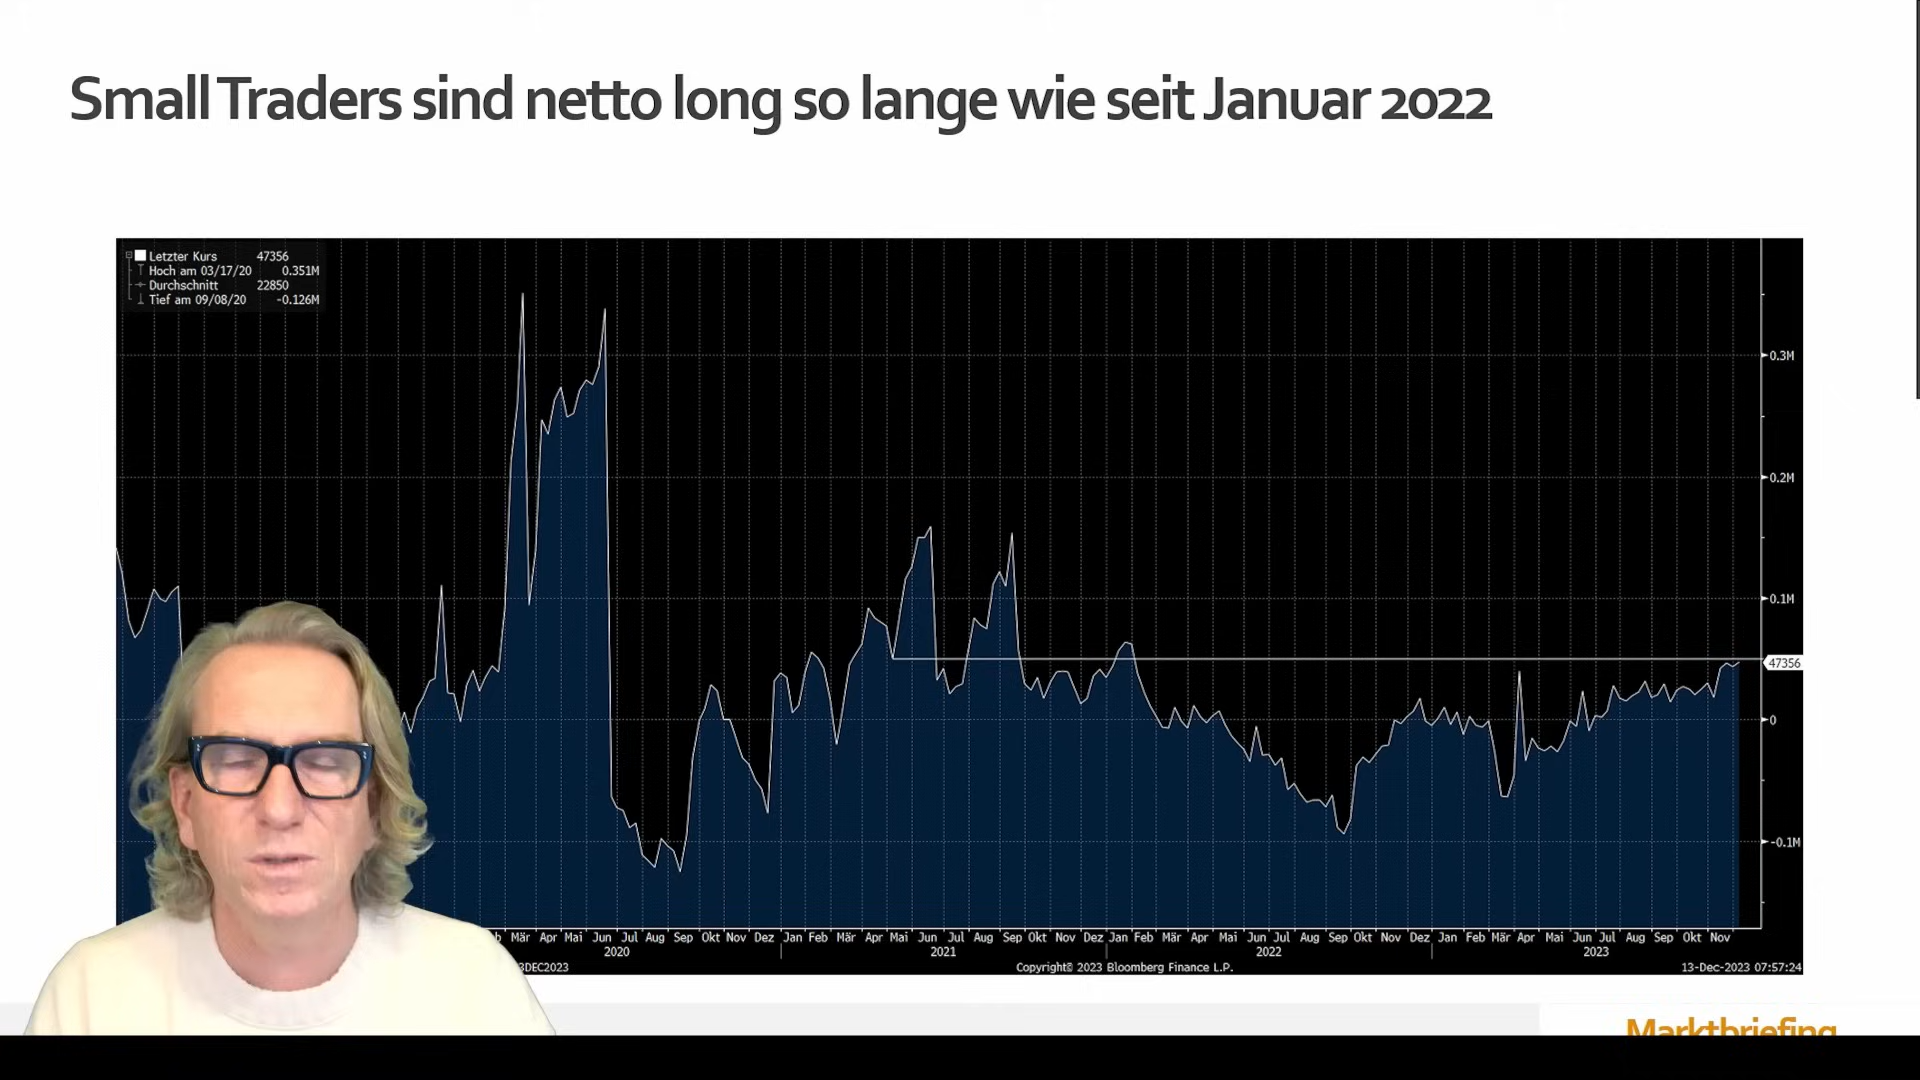 Small Traders sind netto long so lange wie seit Januar 2022
Letzter Kurs 47356
Hoch am 03/17/20 0.351M
Durchschnitt 22850
Tief am 09/08/20 -0.126M
0.3M
0.2M
0.1M
47356
0
-0.1M
Mär Apr Mai Jun Jul Aug Sep Okt Nov Dez Jan Feb Mär Apr Mai Jun Jul Aug Sep Okt Nov Dez Jan Feb Mär Apr Mai Jun Jul Aug Sep Okt Nov Dez Jan Feb Mär Apr Mai Jun Jul Aug Sep Okt Nov
2020 2021 2022 2023
3DEC2023 Copyright© 2023 Bloomberg Finance L.P. 13-Dec-2023 07:57:24
Marktbriefing